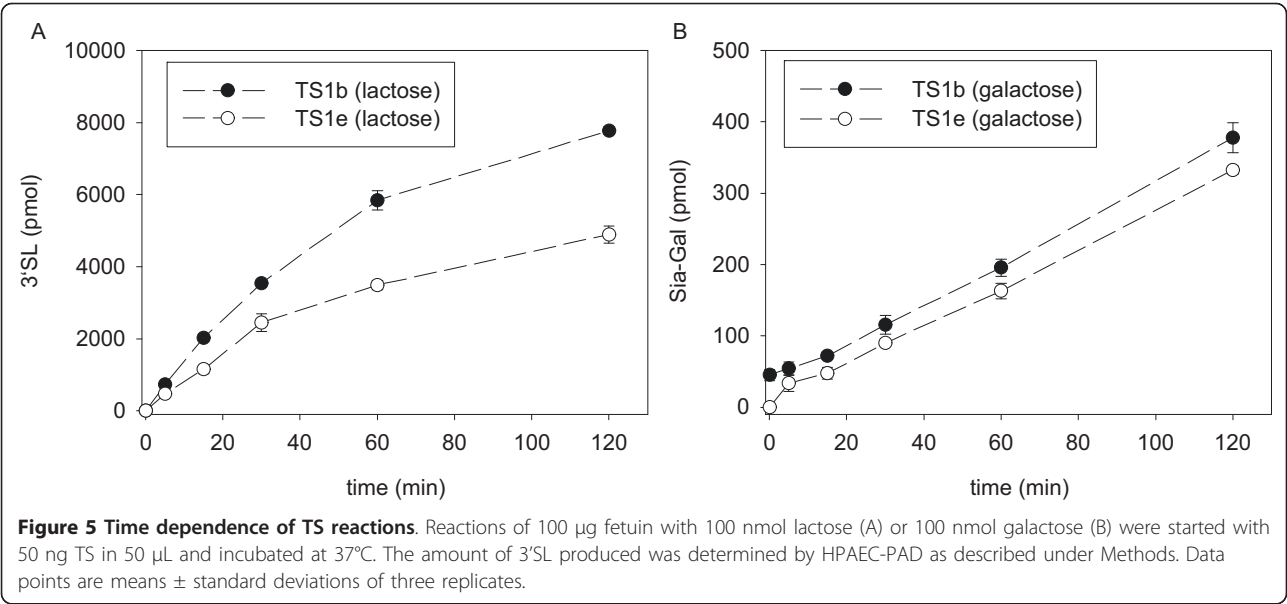 A
10000
8000
6000
4000
2000
0
3'SL (pmol)
TS1b (lactose)
TS1e (lactose)
0 20 40 60 80 100 120
time (min)
B
500
400
300
200
100
0
Sia-Gal (pmol)
TS1b (galactose)
TS1e (galactose)
0 20 40 60 80 100 120
time (min)
Figure 5 Time dependence of TS reactions. Reactions of 100 μg fetuin with 100 nmol lactose (A) or 100 nmol galactose (B) were started with
50 ng TS in 50 μL and incubated at 37°C. The amount of 3'SL produced was determined by HPAEC-PAD as described under Methods. Data
points are means ± standard deviations of three replicates.